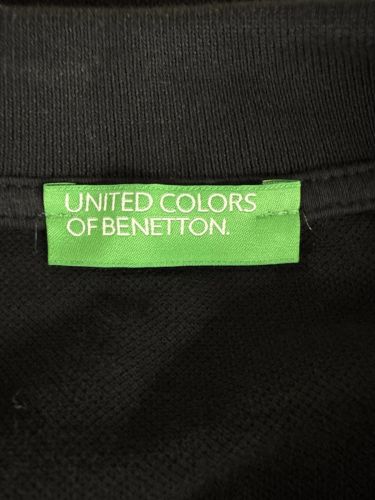 UNITED COLORS
OF BENETTON.